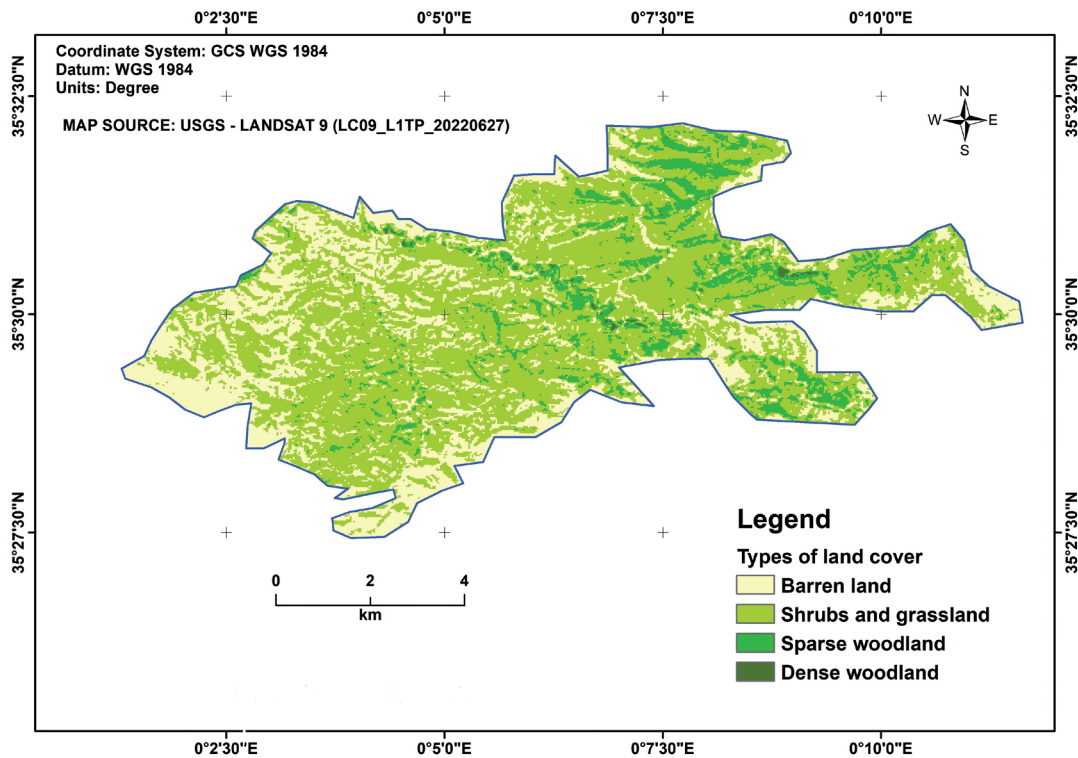 0°2'30"E 0°5'0"E 0°7'30"E 0°10'0"E
Coordinate System: GCS WGS 1984
Datum: WGS 1984
Units: Degree
MAP SOURCE: USGS - LANDSAT 9 (LC09_L1TP_20220627)
N
W E
S
35°32'30"N 35°32'30"N
35°30'0"N 35°30'0"N
35°27'30"N 35°27'30"N
Legend
Types of land cover
Barren land
Shrubs and grassland
Sparse woodland
Dense woodland
0 2 4
km
0°2'30"E 0°5'0"E 0°7'30"E 0°10'0"E